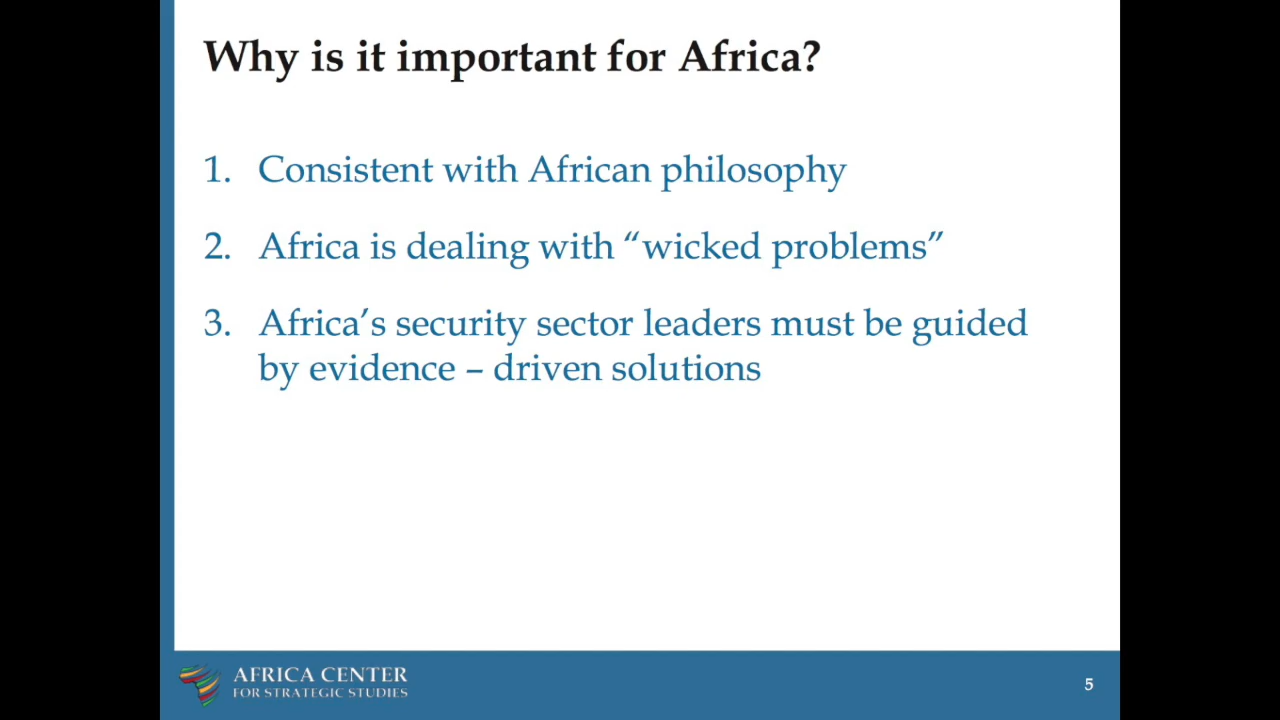 Why is it important for Africa?
1. Consistent with African philosophy
2. Africa is dealing with “wicked problems”
3. Africa’s security sector leaders must be guided
by evidence – driven solutions
AFRICA CENTER
FOR STRATEGIC STUDIES
5